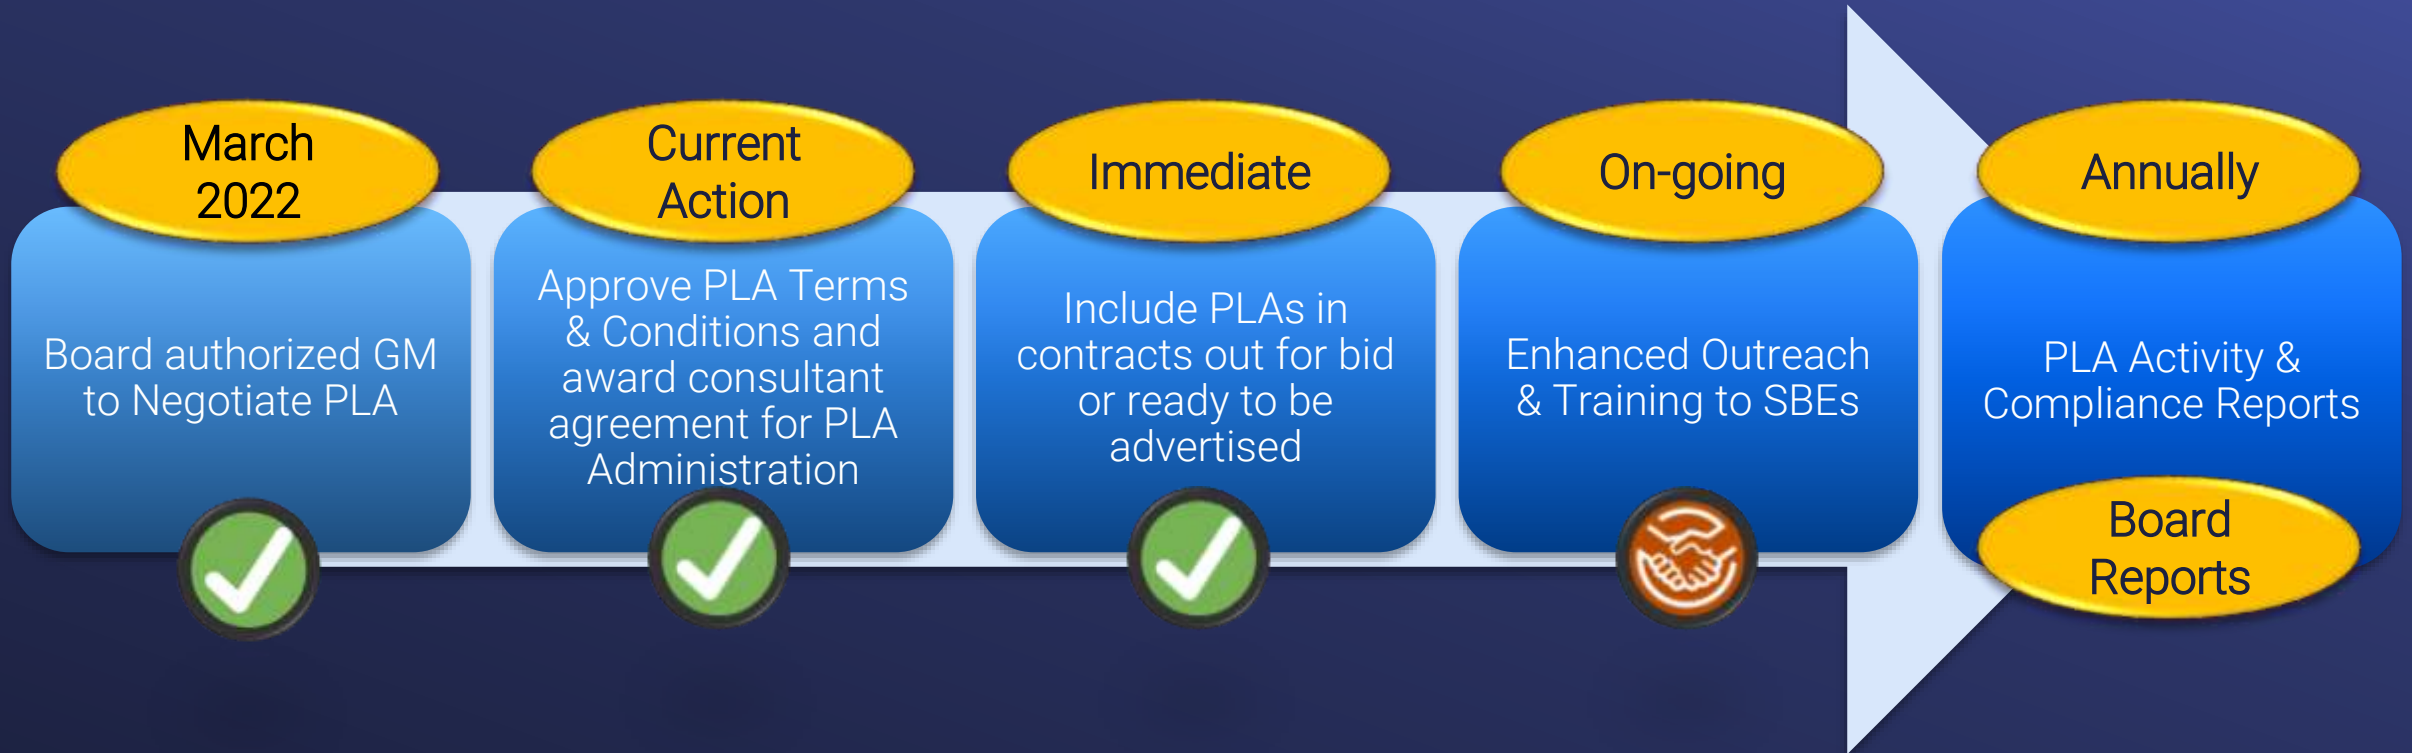 March
2022
Board authorized GM
to Negotiate PLA
Current
Action
Approve PLA Terms
& Conditions and
award consultant
agreement for PLA
Administration
Immediate
Include PLAs in
contracts out for bid
or ready to be
advertised
On-going
Enhanced Outreach
& Training to SBEs
Annually
PLA Activity &
Compliance Reports
Board
Reports